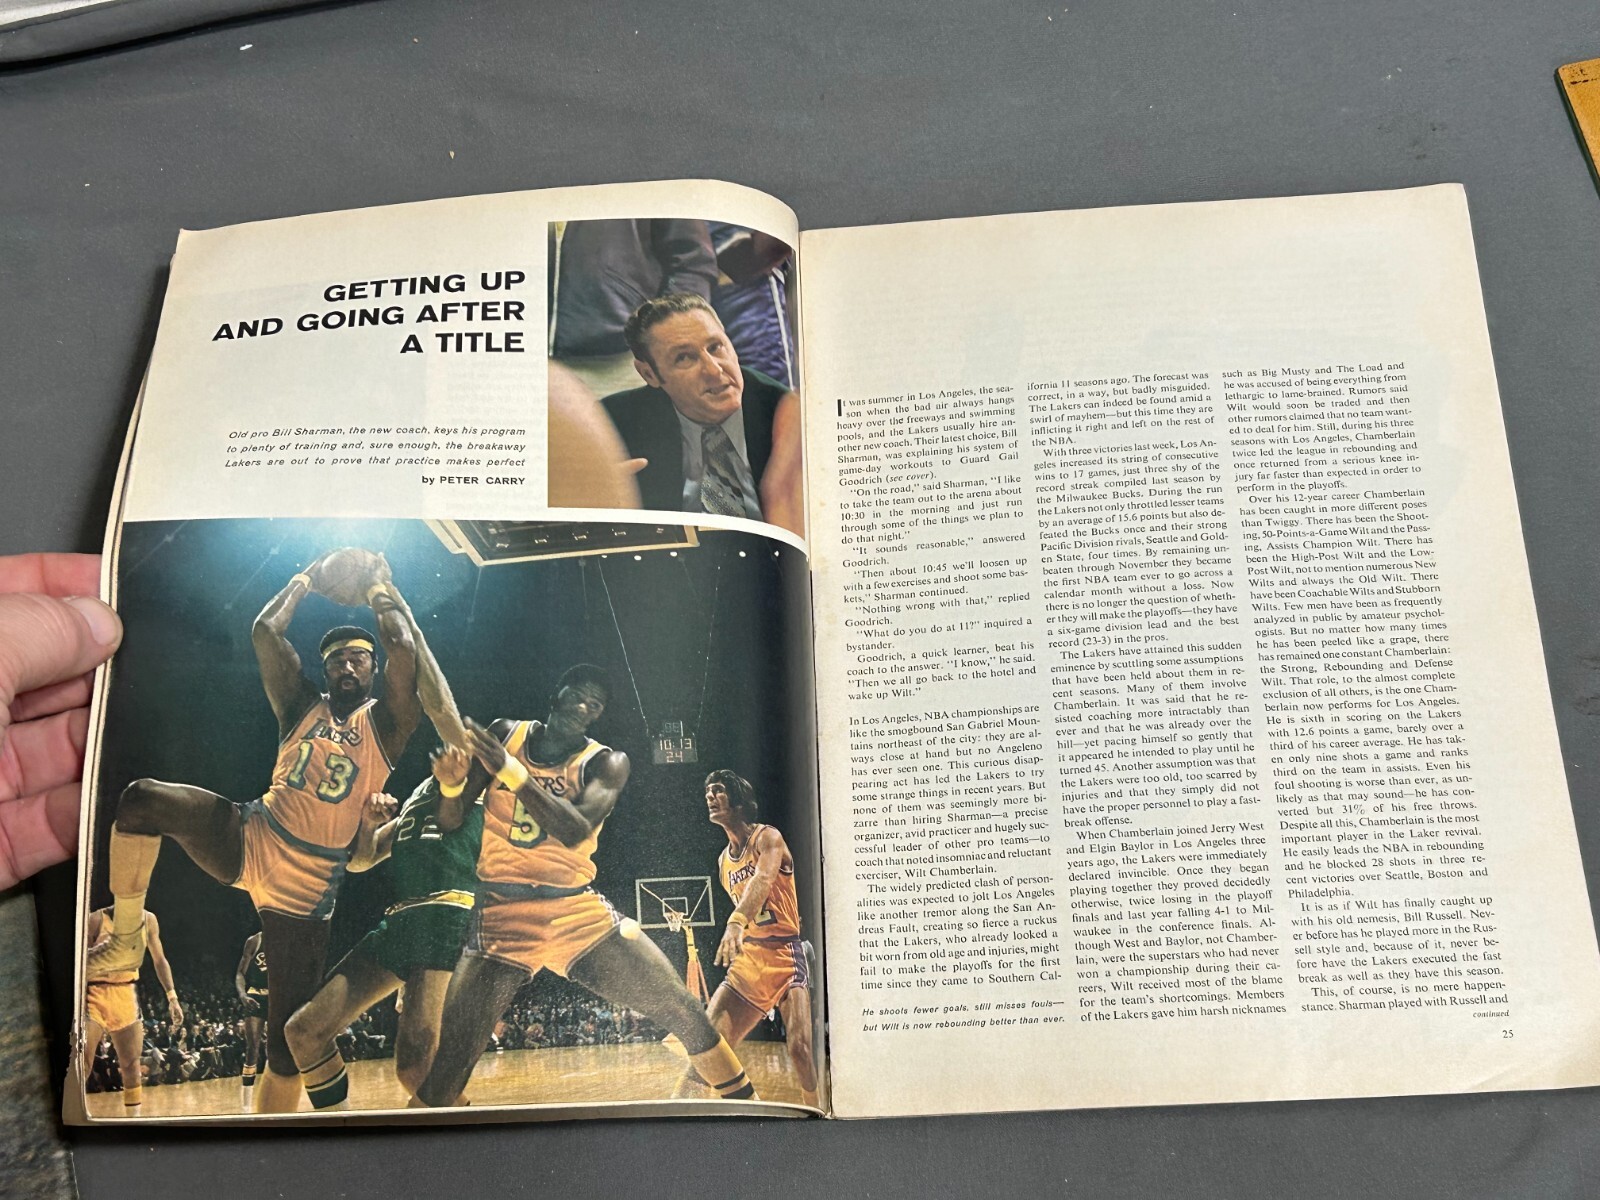 GETTING UP
AND GOING AFTER
A TITLE
Old pro Bill Sharman, the new coach, keys his program
to plenty of training and, sure enough, the breakaway
Lakers are out to prove that practice makes perfect
by PETER CARRY
LAKERS
13
10:13
24
5
It was summer in Los Angeles, the sea-
son when the bad air always hangs
heavy over the freeways and swimming
pools, and the Lakers usually hire an-
other new coach. Their latest choice, Bill
Sharman, was explaining his system of
game-day workouts to Guard Gail
Goodrich (see cover).
"On the road," said Sharman, "I like
to take the team out to the arena about
10:30 in the morning and just run
through some of the things we plan to
do that night."
"It sounds reasonable," answered
Goodrich.
"Then about 10:45 we'll loosen up
with a few exercises and shoot some bas-
kets," Sharman continued.
"Nothing wrong with that," replied
Goodrich.
"What do you do at 11?" inquired a
bystander.
Goodrich, a quick learner, beat his
coach to the answer. "I know," he said.
"Then we all go back to the hotel and
wake up Wilt."
In Los Angeles, NBA championships are
like the smogbound San Gabriel Moun-
tains northeast of the city: they are al-
ways close at hand but no Angeleno
has ever seen one. This curious disap-
pearing act has led the Lakers to try
some strange things in recent years. But
none of them was seemingly more bi-
zarre than hiring Sharman—a precise
organizer, avid practicer and hugely suc-
cessful leader of other pro teams—to
coach that noted insomniac and reluctant
exerciser, Wilt Chamberlain.
The widely predicted clash of person-
alities was expected to jolt Los Angeles
like another tremor along the San An-
dreas Fault, creating so fierce a ruckus
that the Lakers, who already looked a
bit worn from old age and injuries, might
fail to make the playoffs for the first
time since they came to Southern Cal-
He shoots fewer goals, still misses fouls—
but Wilt is now rebounding better than ever.
ifornia 11 seasons ago. The forecast was
correct, in a way, but badly misguided.
The Lakers can indeed be found amid a
swirl of mayhem—but this time they are
inflicting it right and left on the rest of
the NBA.
With three victories last week, Los An-
geles increased its string of consecutive
wins to 17 games, just three shy of the
record streak compiled last season by
the Milwaukee Bucks. During the run
the Lakers not only throttled lesser teams
by an average of 15.6 points but also de-
feated the Bucks once and their strong
Pacific Division rivals, Seattle and Gold-
en State, four times. By remaining un-
beaten through November they became
the first NBA team ever to go across a
calendar month without a loss. Now
there is no longer the question of wheth-
er they will make the playoffs—they have
a six-game division lead and the best
record (23-3) in the pros.
The Lakers have attained this sudden
eminence by scuttling some assumptions
that have been held about them in re-
cent seasons. Many of them involve
Chamberlain. It was said that he re-
sisted coaching more intractably than
ever and that he was already over the
hill—yet pacing himself so gently that
it appeared he intended to play until he
turned 45. Another assumption was that
the Lakers were too old, too scarred by
injuries and that they simply did not
have the proper personnel to play a fast-
break offense.
When Chamberlain joined Jerry West
and Elgin Baylor in Los Angeles three
years ago, the Lakers were immediately
declared invincible. Once they began
playing together they proved decidedly
otherwise, twice losing in the playoff
finals and last year falling 4-1 to Mil-
waukee in the conference finals. Al-
though West and Baylor, not Chamber-
lain, were the superstars who had never
won a championship during their ca-
reers, Wilt received most of the blame
for the team's shortcomings. Members
of the Lakers gave him harsh nicknames
such as Big Musty and The Load and
he was accused of being everything from
lethargic to lame-brained. Rumors said
Wilt would soon be traded and then
other rumors claimed that no team want-
ed to deal for him. Still, during his three
seasons with Los Angeles, Chamberlain
twice led the league in rebounding and
once returned from a serious knee in-
jury far faster than expected in order to
perform in the playoffs.
Over his 12-year career Chamberlain
has been caught in more different poses
than Twiggy. There has been the Shoot-
ing, 50-Points-a-Game Wilt and the Pass-
ing, Assists Champion Wilt. There has
been the High-Post Wilt and the Low-
Post Wilt, not to mention numerous New
Wilts and always the Old Wilt. There
have been Coachable Wilts and Stubborn
Wilts. Few men have been as frequently
analyzed in public by amateur psychol-
ogists. But no matter how many times
he has been peeled like a grape, there
has remained one constant Chamberlain:
the Strong, Rebounding and Defense
Wilt. That role, to the almost complete
exclusion of all others, is the one Cham-
berlain now performs for Los Angeles.
He is sixth in scoring on the Lakers
with 12.6 points a game, barely over a
third of his career average. He has tak-
en only nine shots a game and ranks
third on the team in assists. Even his
foul shooting is worse than ever, as un-
likely as that may sound—he has con-
verted but 31% of his free throws.
Despite all this, Chamberlain is the most
important player in the Laker revival.
He easily leads the NBA in rebounding
and he blocked 28 shots in three re-
cent victories over Seattle, Boston and
Philadelphia.
It is as if Wilt has finally caught up
with his old nemesis, Bill Russell. Nev-
er before has he played more in the Rus-
sell style and, because of it, never be-
fore have the Lakers executed the fast
break as well as they have this season.
This, of course, is no mere happen-
stance. Sharman played with Russell and
continued
25